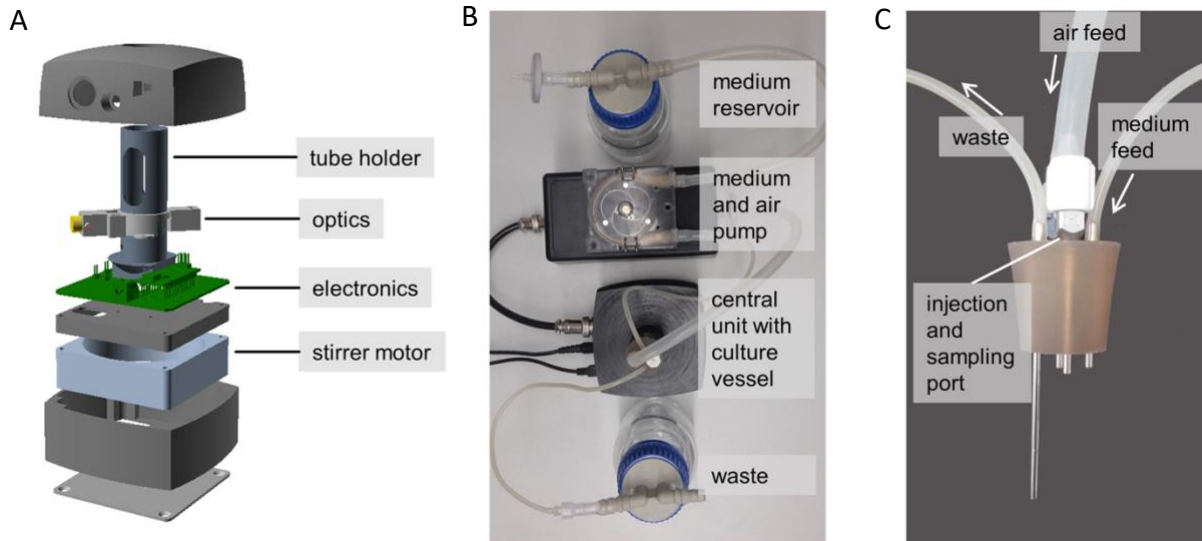 A
tube holder
optics
electronics
stirrer motor
B
medium
reservoir
medium
and air
pump
central
unit with
culture
vessel
waste
C
air feed
waste
medium
feed
injection
and
sampling
port